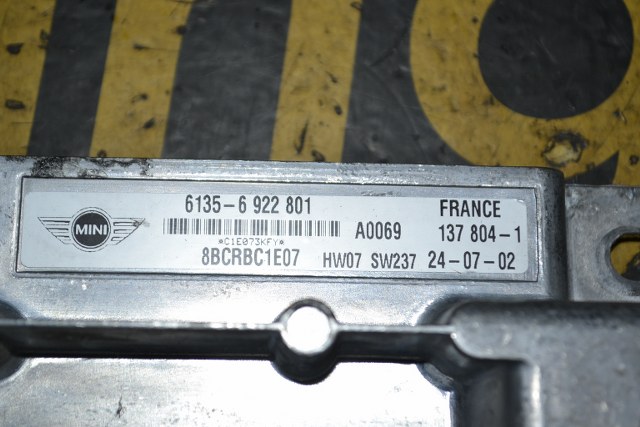 6135-6 922 801
FRANCE
MINI
A0069
137 804-1
*C1E073KFY*
8BCRBC1E07
HW07 SW237 24-07-02